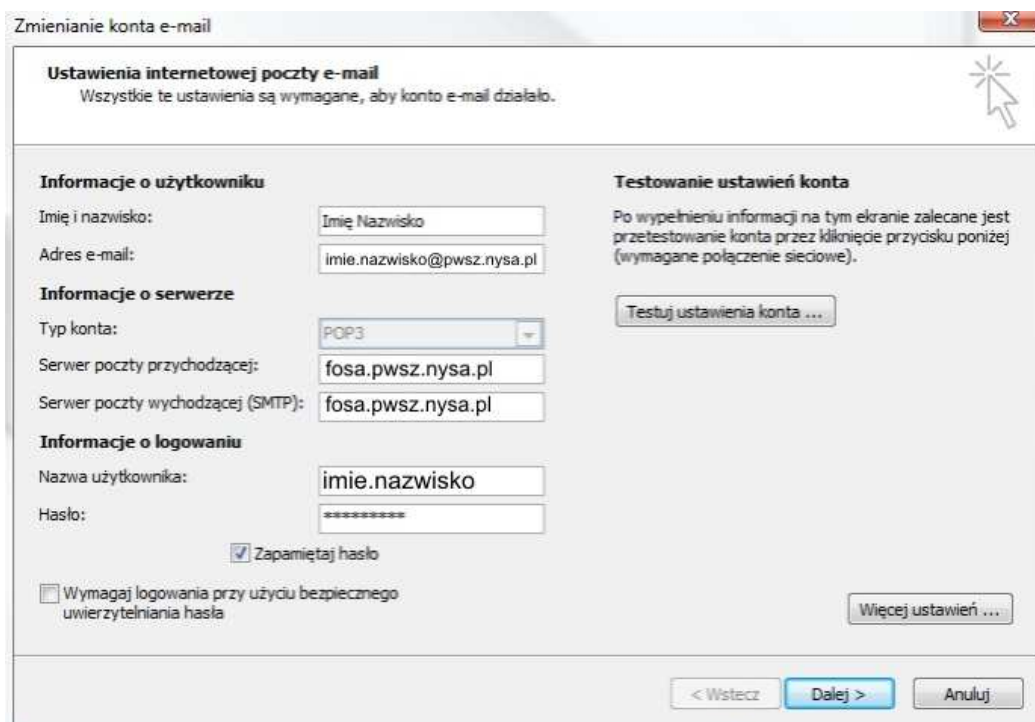 Zmienianie konta e-mail
Ustawienia internetowej poczty e-mail
Wszystkie te ustawienia są wymagane, aby konto e-mail działało.
Informacje o użytkowniku
Imię i nazwisko:
Imię Nazwisko
Adres e-mail:
imie.nazwisko@pwsz.nysa.pl
Informacje o serwerze
Typ konta:
POP3
Serwer poczty przychodzącej:
fosa.pwsz.nysa.pl
Serwer poczty wychodzącej (SMTP):
fosa.pwsz.nysa.pl
Informacje o logowaniu
Nazwa użytkownika:
imie.nazwisko
Hasło:
*********
Zapamiętaj hasło
Wymagaj logowania przy użyciu bezpiecznego
uwierzytelniania hasła
Testowanie ustawień konta
Po wypełnieniu informacji na tym ekranie zalecane jest
przetestowanie konta przez kliknięcie przycisku poniżej
(wymagane połączenie sieciowe).
Testuj ustawienia konta ...
Więcej ustawień ...
< Wstecz
Dalej >
Anuluj